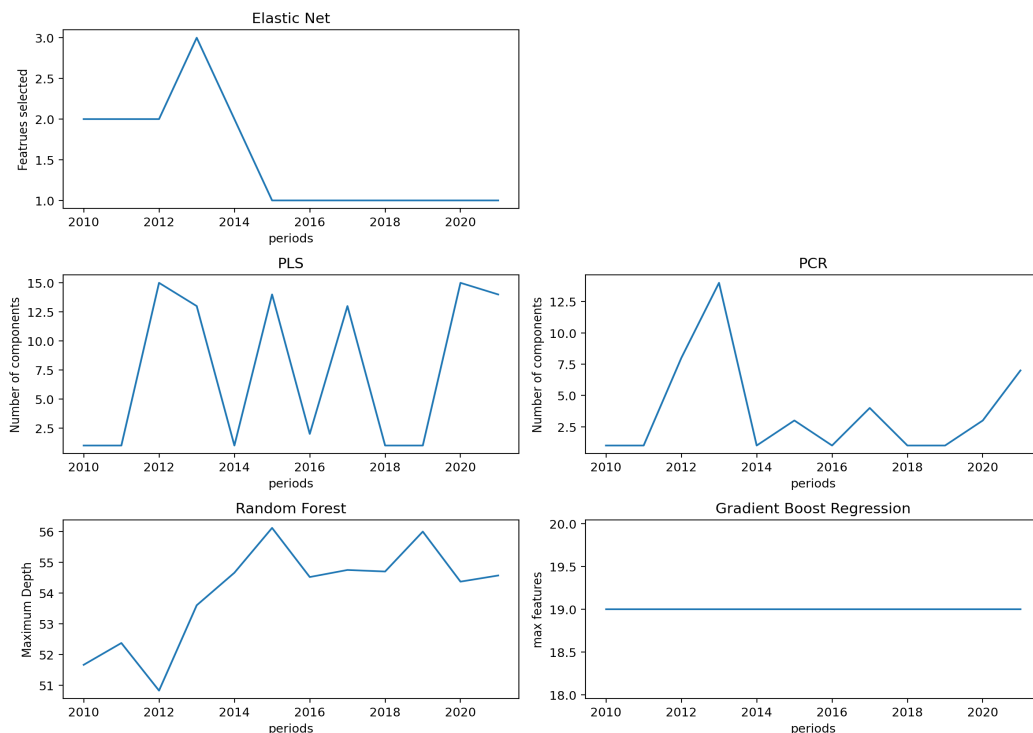 Elastic Net
3.0
2.5
2.0
1.5
1.0
Featrues selected
2010 2012 2014 2016 2018 2020
periods
PLS
15.0
12.5
10.0
7.5
5.0
2.5
Number of components
2010 2012 2014 2016 2018 2020
periods
PCR
12.5
10.0
7.5
5.0
2.5
Number of components
2010 2012 2014 2016 2018 2020
periods
Random Forest
56
55
54
53
52
51
Maximum Depth
2010 2012 2014 2016 2018 2020
periods
Gradient Boost Regression
20.0
19.5
19.0
18.5
18.0
max features
2010 2012 2014 2016 2018 2020
periods